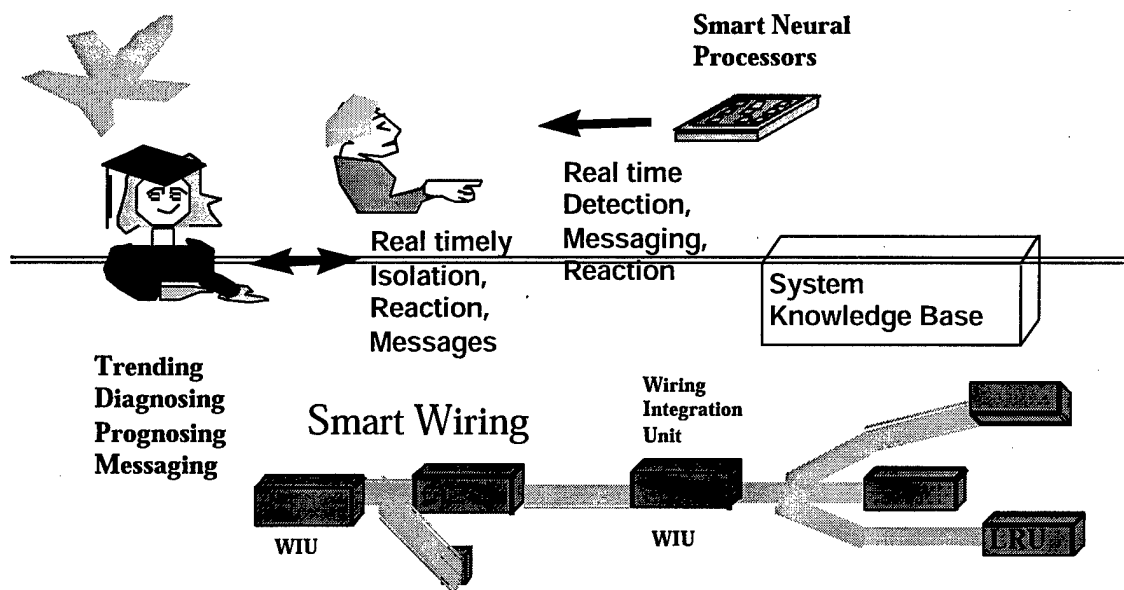 Smart Neural
Processors
Real time
Detection,
Messaging,
Reaction
Real timely
Isolation,
Reaction,
Messages
System
Knowledge Base
Trending
Diagnosing
Prognosing
Messaging
Smart Wiring
Wiring
Integration
Unit
WIU
WIU
LRU